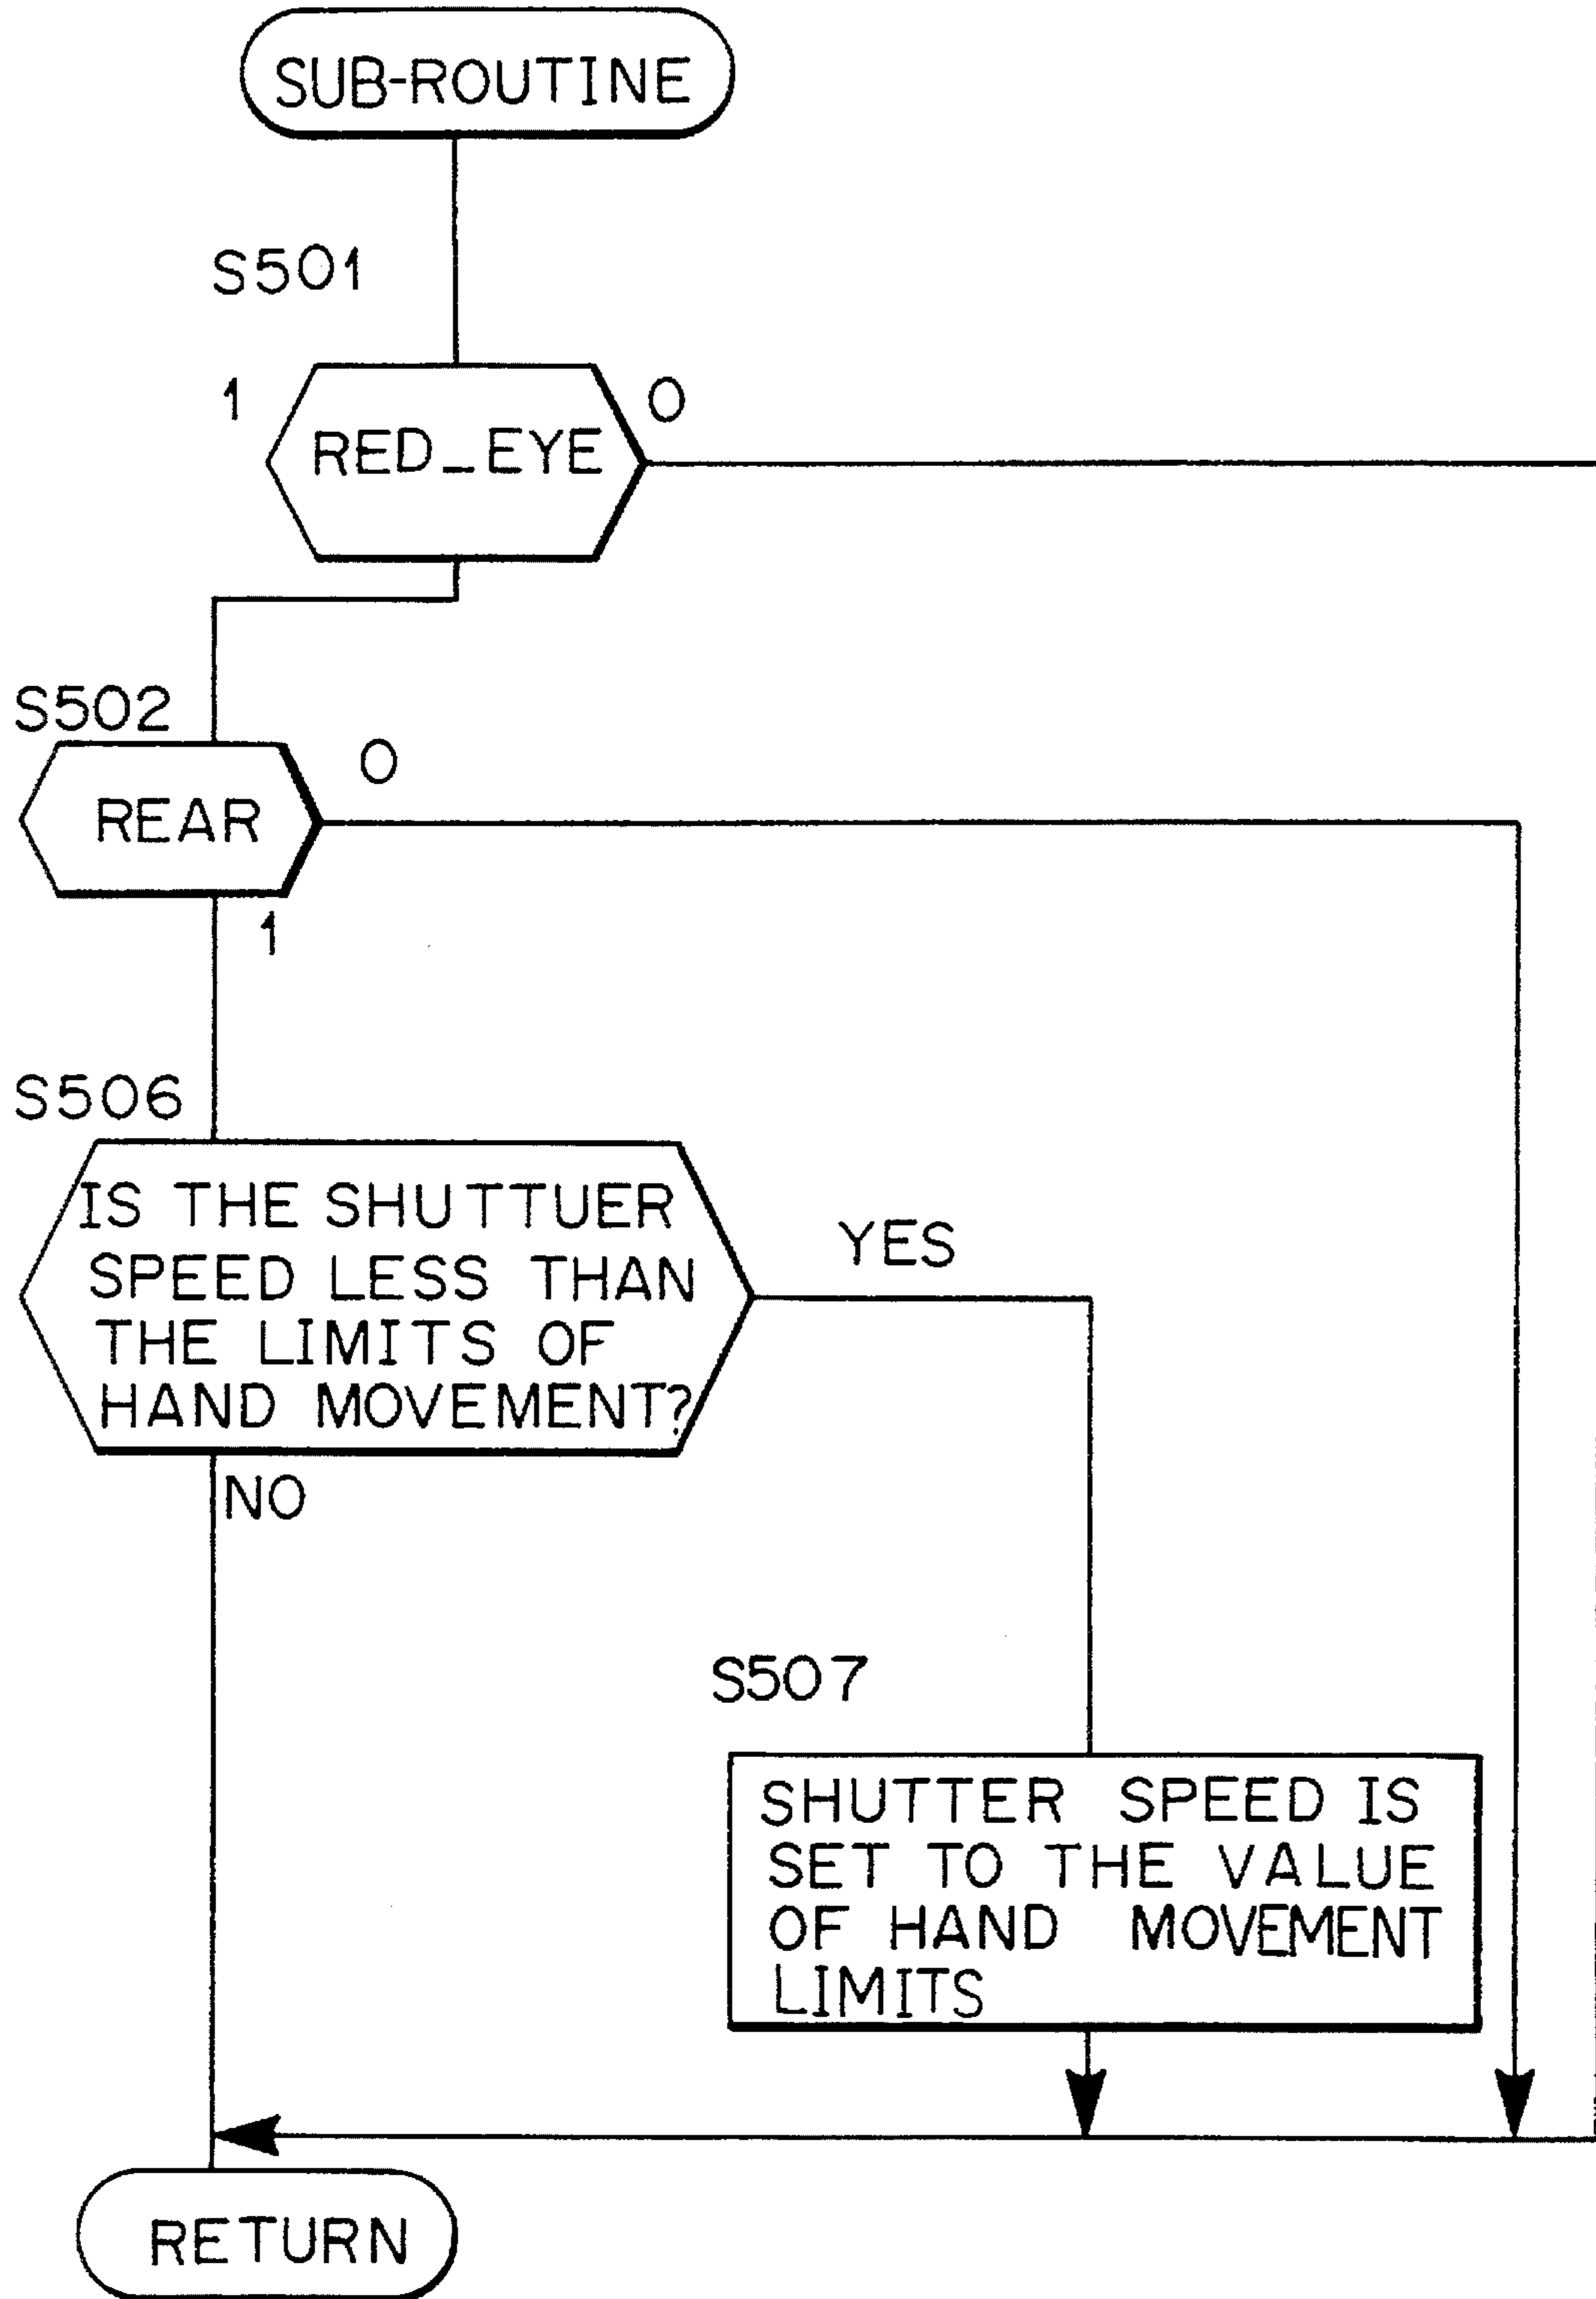 SUB-ROUTINE
S501
1
RED_EYE
0
S502
REAR
0
1
S506
IS THE SHUTTUER
SPEED LESS THAN
THE LIMITS OF
HAND MOVEMENT?
YES
NO
S507
SHUTTER SPEED IS
SET TO THE VALUE
OF HAND MOVEMENT
LIMITS
RETURN